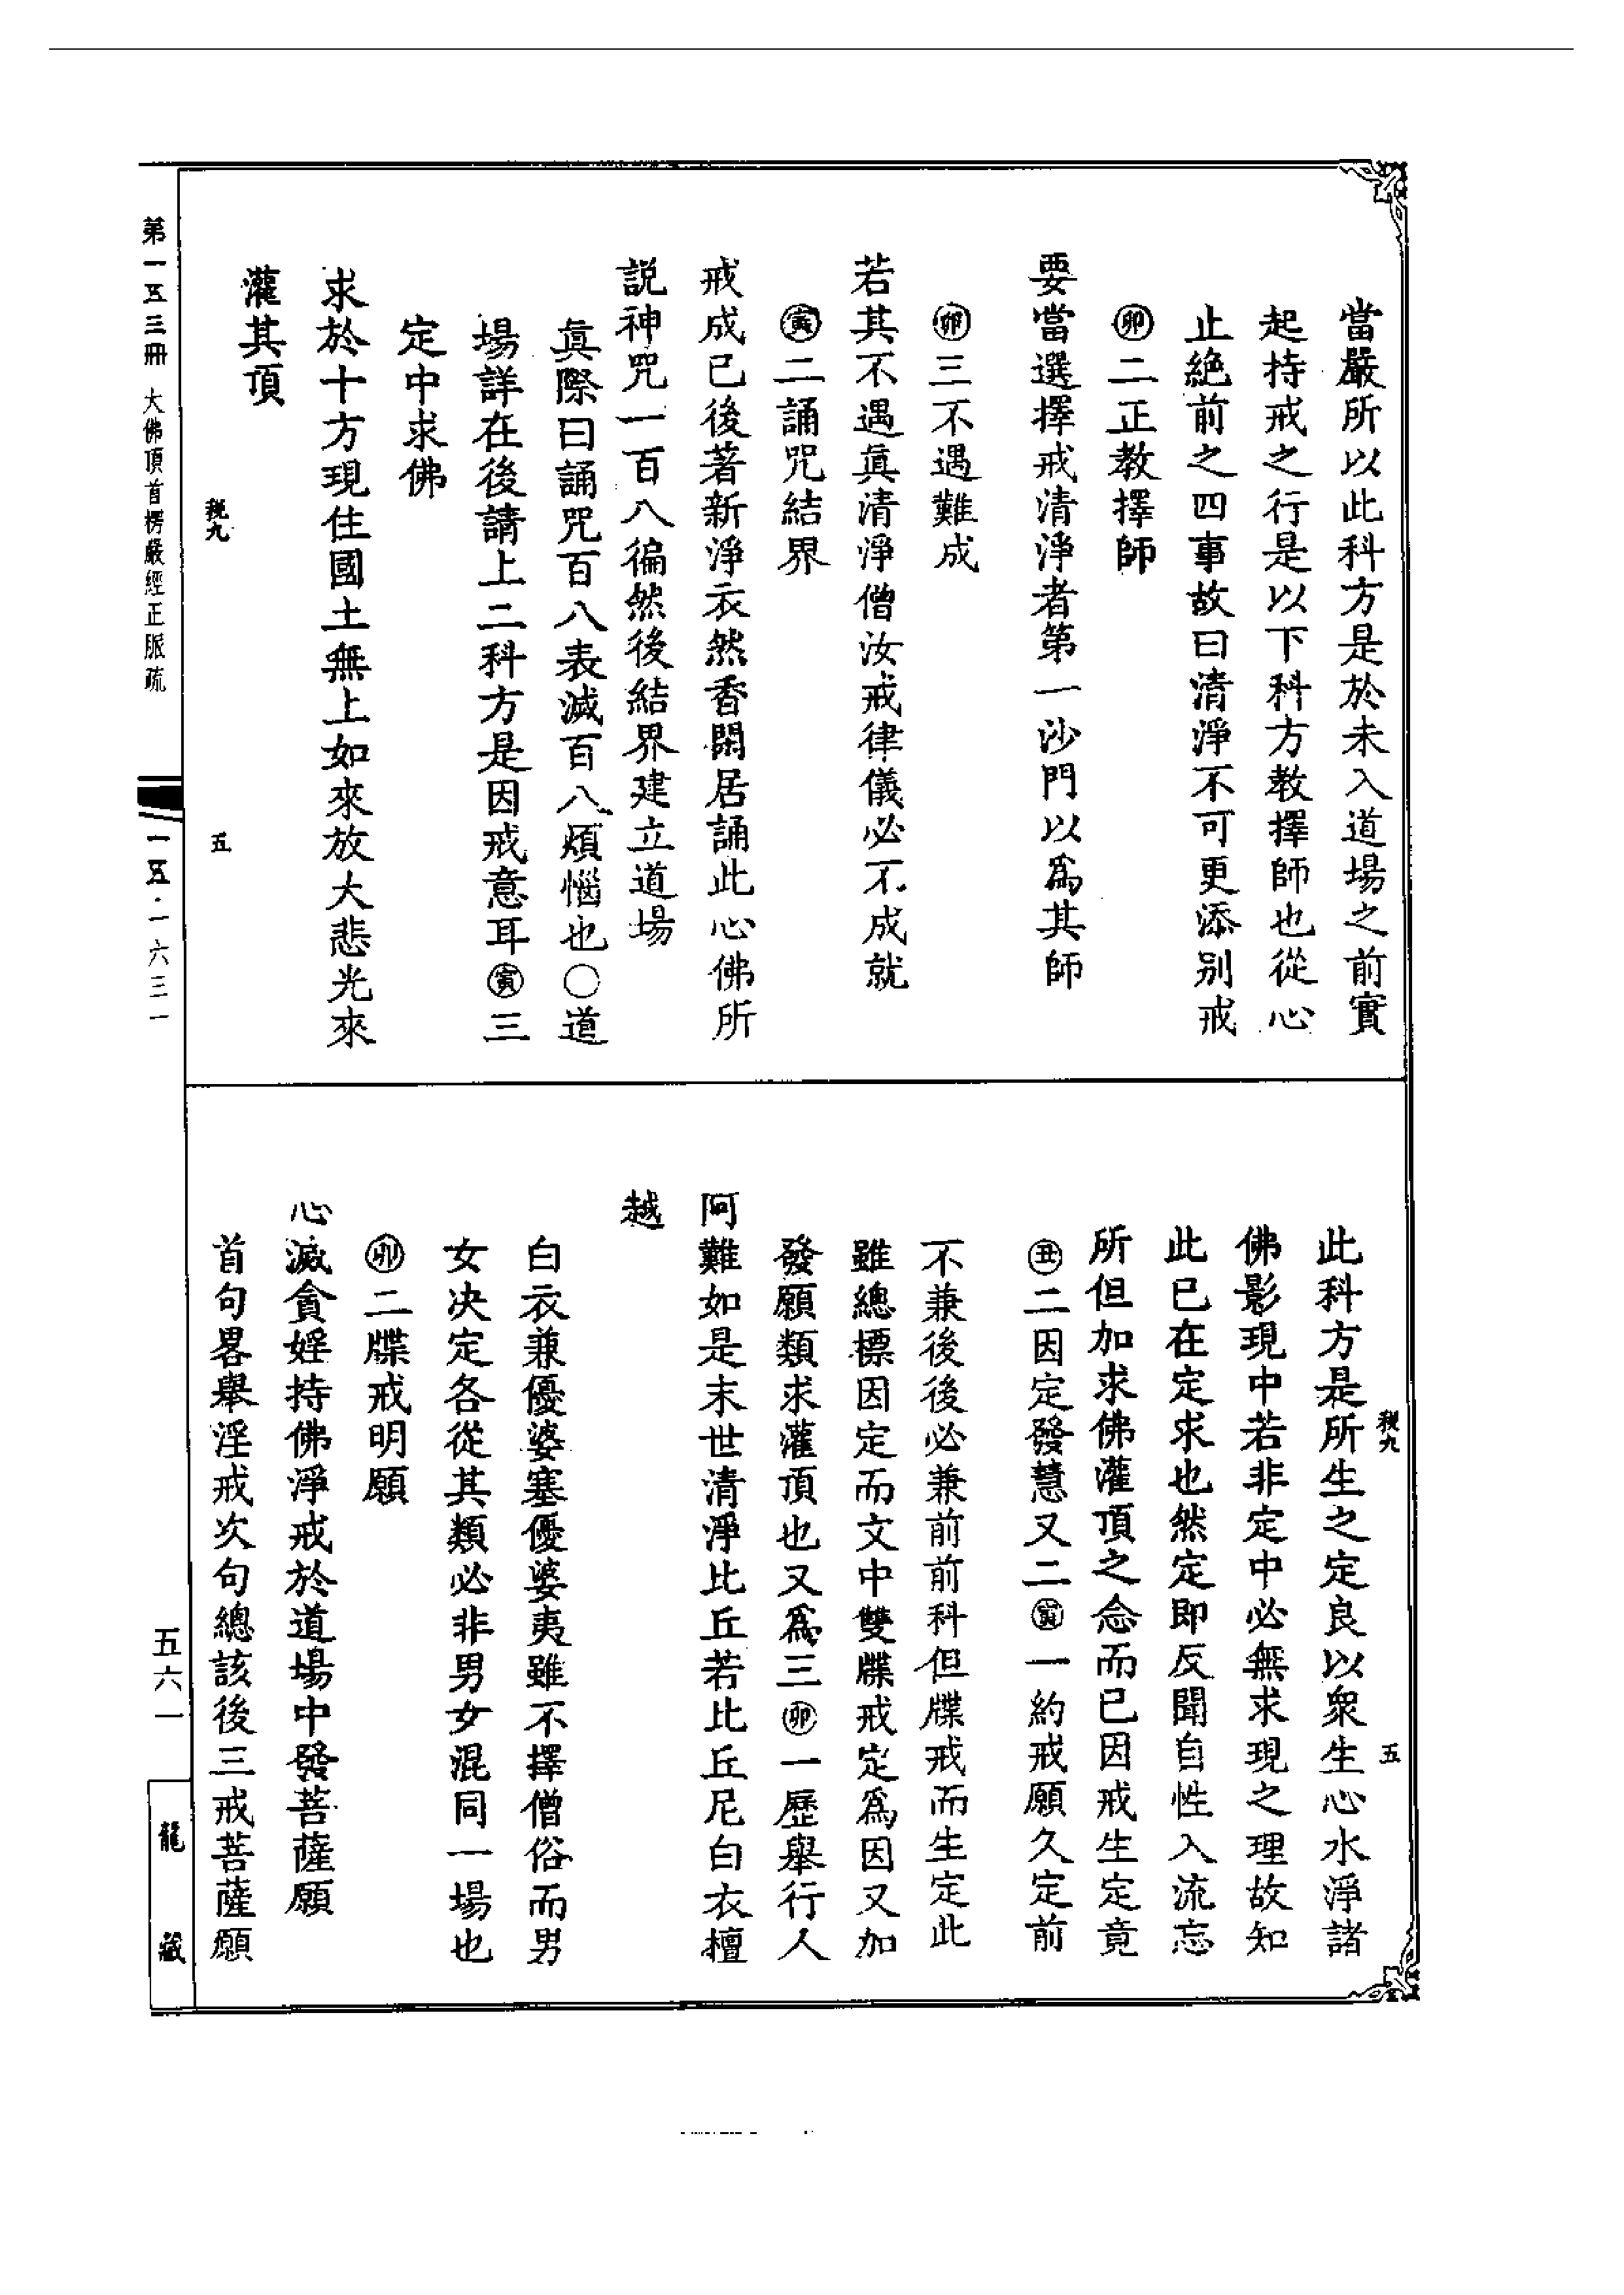 當嚴所以此科方是於未入道場之前實
起持戒之行是以下科方教擇師也從心
止絶前之四事故曰清淨不可更添别戒
㊞二正教擇師
要當選擇戒清淨者第一沙門以爲其師
卯三不遇難成
若其不遇眞清淨僧汝戒律儀必不成就
寅二誦咒結界
戒成已後著新淨衣然香閑居誦此心佛所
説神咒一百八徧然後結界建立道場
眞際曰誦咒百八表滅百八煩惱也〇道
場詳在後請上二科方是因戒意耳寅三
定中求佛
求於十方現住國土無上如來放大悲光來
灌其頂
税九
五
税九
五
此科方是所生之定良以衆生心水淨諸
佛影現中若非定中必無求現之理故知
此已在定求也然定即反聞自性入流忘
所但加求佛灌頂之念而已因戒生定竟
丑二因定發慧又二寅一約戒願久定前
不兼後後必兼前前科但牒戒而生定此
雖總標因定而文中雙牒戒定爲因又加
發願類求灌頂也又爲三卯一歷舉行人
阿難如是末世清淨比丘若比丘尼白衣檀
越
白衣兼優婆塞優婆夷雖不擇僧俗而男
女决定各從其類必非男女混同一場也
卯二牒戒明願
心滅貪婬持佛淨戒於道場中發菩薩願
首句畧舉淫戒次句總該後三戒菩薩願
第一五三冊 大佛頂首楞嚴經正脈疏
一五·一六三一
五六一
龍藏